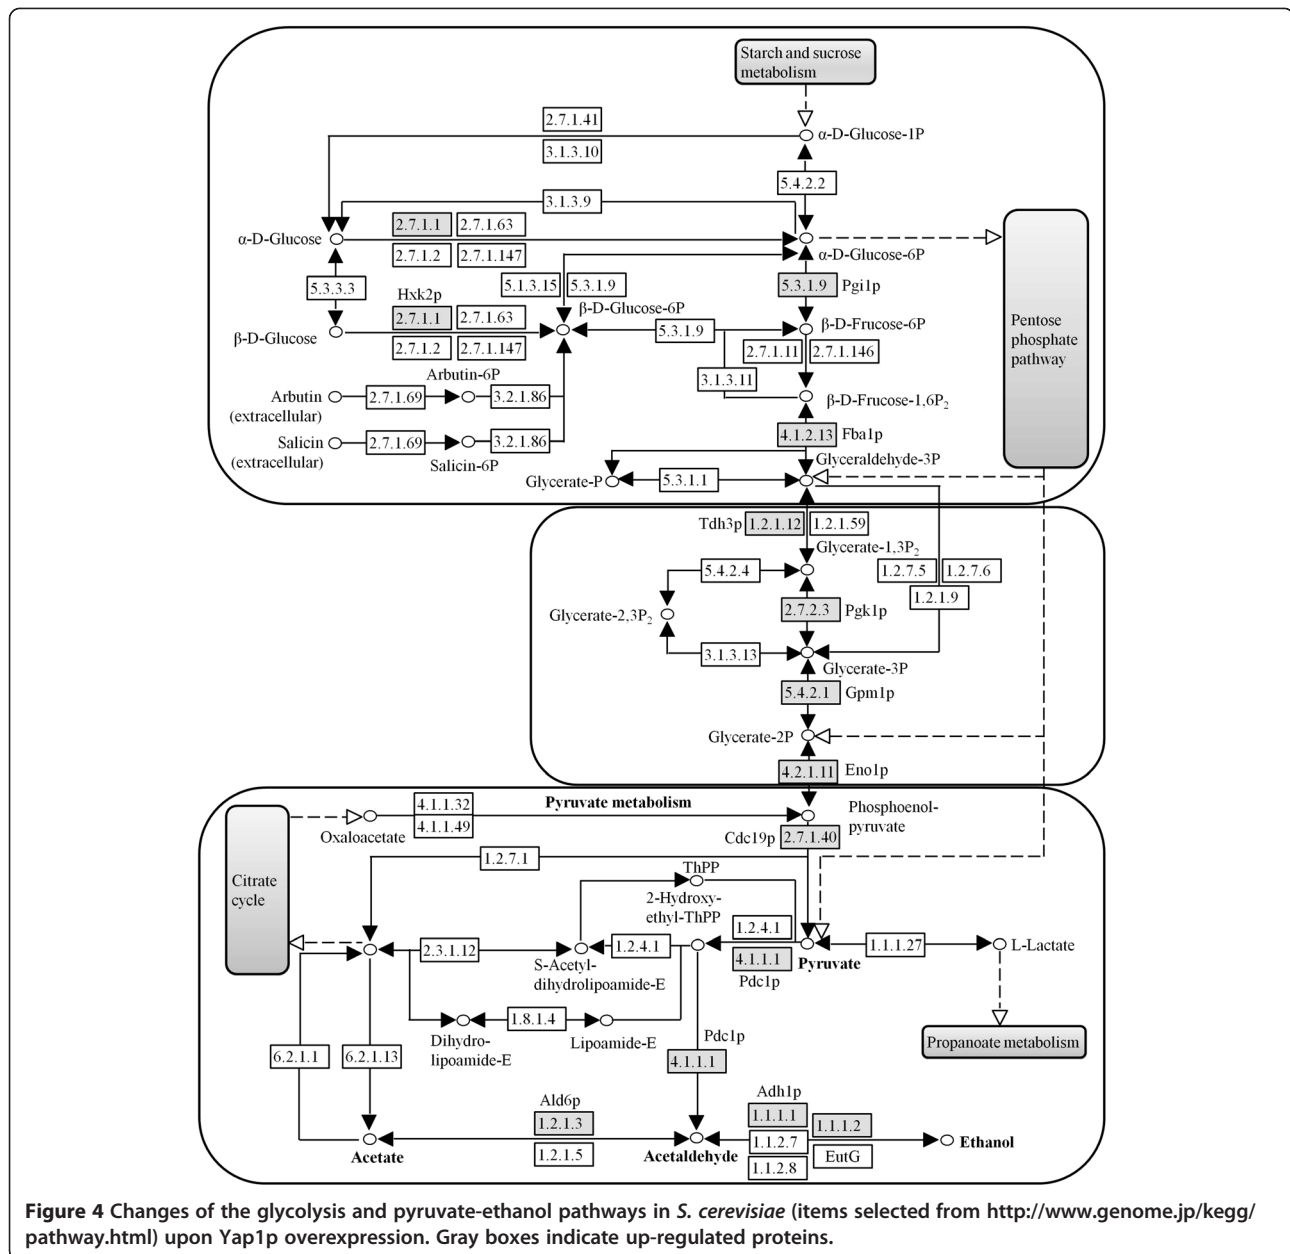 Starch and sucrose
metabolism
2.7.1.41
α-D-Glucose-1P
3.1.3.10
5.4.2.2
3.1.3.9
2.7.1.1
2.7.1.63
α-D-Glucose
2.7.1.2
2.7.1.147
α-D-Glucose-6P
5.3.3.3
5.1.3.15
5.3.1.9
5.3.1.9
Pgi1p
Hxk2p
β-D-Glucose-6P
2.7.1.1
2.7.1.63
β-D-Glucose
5.3.1.9
β-D-Frucose-6P
2.7.1.2
2.7.1.147
2.7.1.11
2.7.1.146
Pentose
phosphate
pathway
Arbutin-6P
3.1.3.11
Arbutin
(extracellular)
2.7.1.69
3.2.1.86
β-D-Frucose-1,6P2
4.1.2.13
Fba1p
Salicin
(extracellular)
2.7.1.69
3.2.1.86
Salicin-6P
Glyceraldehyde-3P
Glycerate-P
5.3.1.1
Tdh3p
1.2.1.12
1.2.1.59
Glycerate-1,3P2
5.4.2.4
1.2.7.5
1.2.7.6
1.2.1.9
Glycerate-2,3P2
2.7.2.3
Pgk1p
3.1.3.13
Glycerate-3P
5.4.2.1
Gpm1p
Glycerate-2P
4.2.1.11
Eno1p
Pyruvate metabolism
4.1.1.32
Oxaloacetate
4.1.1.49
Phosphoenol-
pyruvate
Cdc19p
2.7.1.40
Citrate
cycle
1.2.7.1
ThPP
2-Hydroxy-
ethyl-ThPP
1.2.4.1
2.3.1.12
1.2.4.1
1.1.1.27
L-Lactate
S-Acetyl-
dihydrolipoamide-E
4.1.1.1
Pyruvate
Pdc1p
1.8.1.4
Dihydro-
lipoamide-E
Lipoamide-E
Pdc1p
Propanoate metabolism
6.2.1.1
6.2.1.13
4.1.1.1
Ald6p
Adh1p
1.2.1.3
1.1.1.1
1.1.1.2
Acetate
1.2.1.5
Acetaldehyde
1.1.2.7
EutG
Ethanol
1.1.2.8
Figure 4 Changes of the glycolysis and pyruvate-ethanol pathways in S. cerevisiae (items selected from http://www.genome.jp/kegg/
pathway.html) upon Yap1p overexpression. Gray boxes indicate up-regulated proteins.